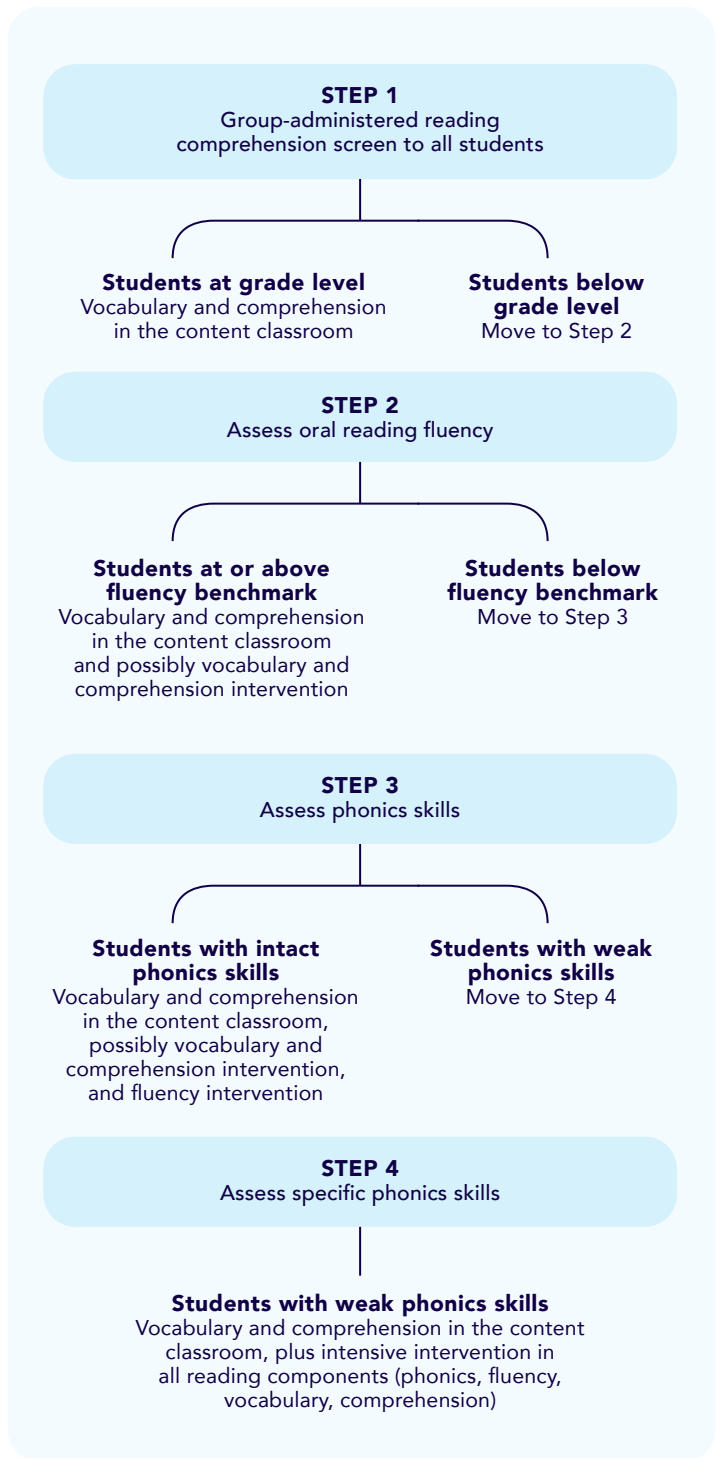 STEP 1
Group-administered reading
comprehension screen to all students
Students at grade level
Vocabulary and comprehension
in the content classroom
Students below
grade level
Move to Step 2
STEP 2
Assess oral reading fluency
Students at or above
fluency benchmark
Vocabulary and comprehension
in the content classroom
and possibly vocabulary and
comprehension intervention
Students below
fluency benchmark
Move to Step 3
STEP 3
Assess phonics skills
Students with intact
phonics skills
Vocabulary and comprehension
in the content classroom,
possibly vocabulary and
comprehension intervention,
and fluency intervention
Students with weak
phonics skills
Move to Step 4
STEP 4
Assess specific phonics skills
Students with weak phonics skills
Vocabulary and comprehension in the content
classroom, plus intensive intervention in
all reading components (phonics, fluency,
vocabulary, comprehension)